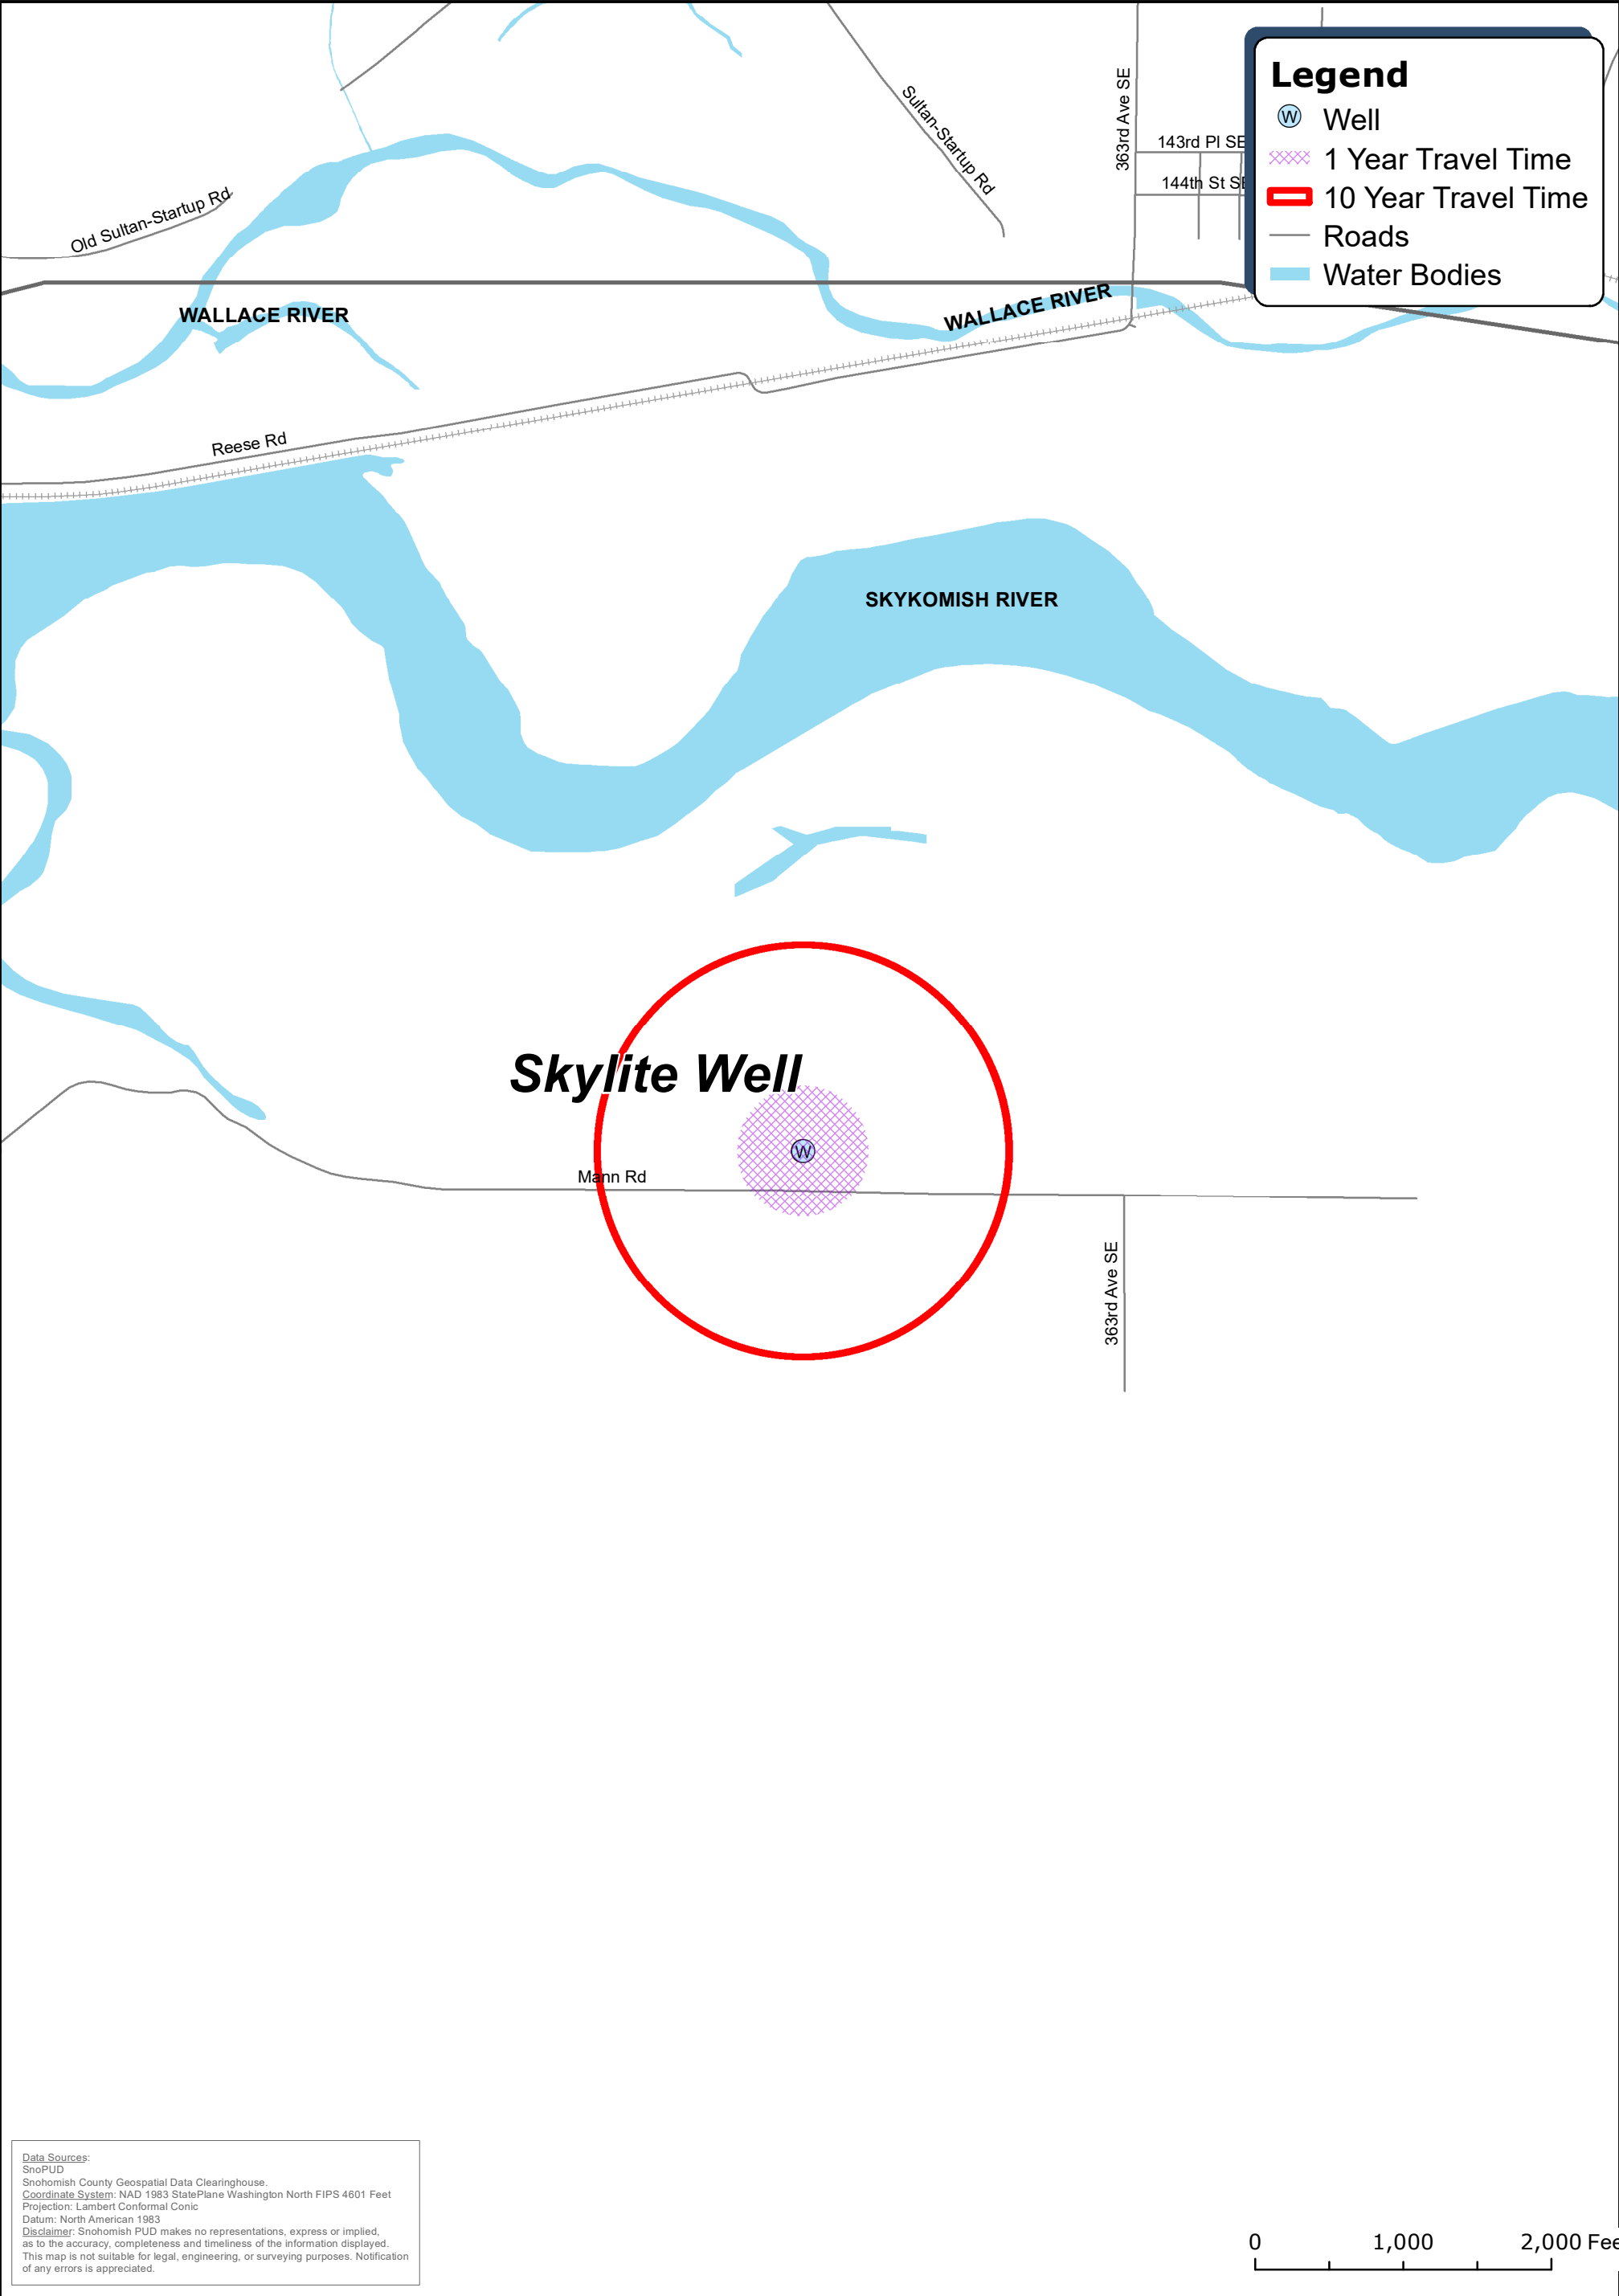 Legend
W Well
1 Year Travel Time
10 Year Travel Time
Roads
Water Bodies
Sultan-Startup Rd
363rd Ave SE
143rd Pl SE
144th St SE
Old Sultan-Startup Rd
WALLACE RIVER
WALLACE RIVER
Reese Rd
SKYKOMISH RIVER
Skylite Well
W
Mann Rd
363rd Ave SE
Data Sources:
SnoPUD
Snohomish County Geospatial Data Clearinghouse.
Coordinate System: NAD 1983 StatePlane Washington North FIPS 4601 Feet
Projection: Lambert Conformal Conic
Datum: North American 1983
Disclaimer: Snohomish PUD makes no representations, express or implied,
as to the accuracy, completeness and timeliness of the information displayed.
This map is not suitable for legal, engineering, or surveying purposes. Notification
of any errors is appreciated.
0 1,000 2,000 Fee